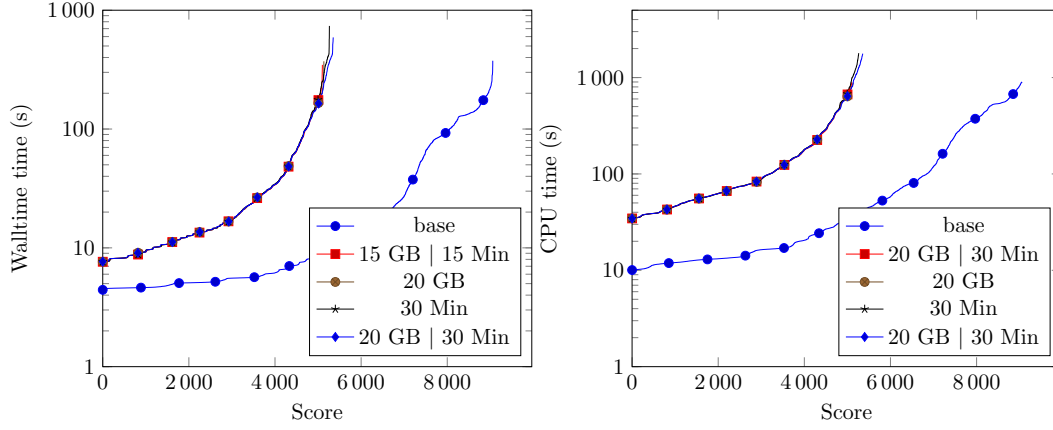 1 000
100
10
1
Walltime (s)
0
2 000
4 000
6 000
8 000
Score
base
15 GB | 15 Min
20 GB
30 Min
20 GB | 30 Min
1 000
100
10
1
CPU time (s)
0
2 000
4 000
6 000
8 000
Score
base
20 GB | 30 Min
20 GB
30 Min
20 GB | 30 Min